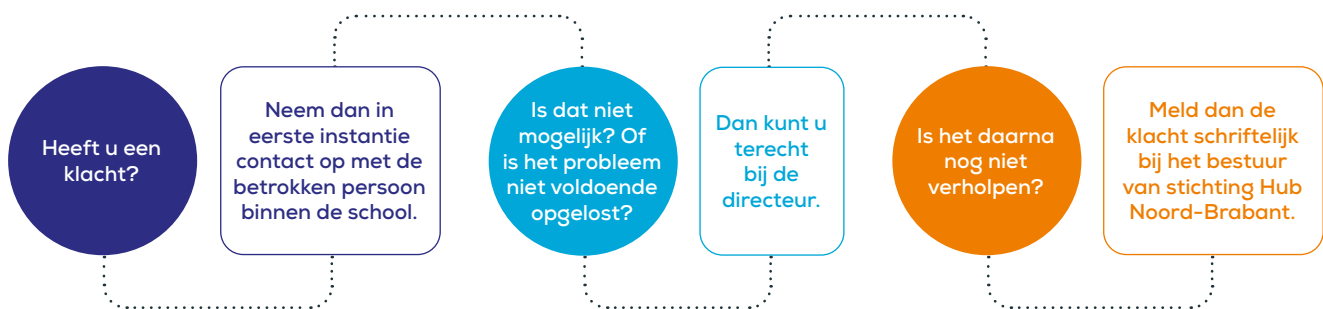 Heeft u een
klacht?
Neem dan in
eerste instantie
contact op met de
betrokken persoon
binnen de school.
Is dat niet
mogelijk? Of
is het probleem
niet voldoende
opgelost?
Dan kunt u
terecht
bij de
directeur.
Is het daarna
nog niet
verholpen?
Meld dan de
klacht schriftelijk
bij het bestuur
van stichting Hub
Noord-Brabant.